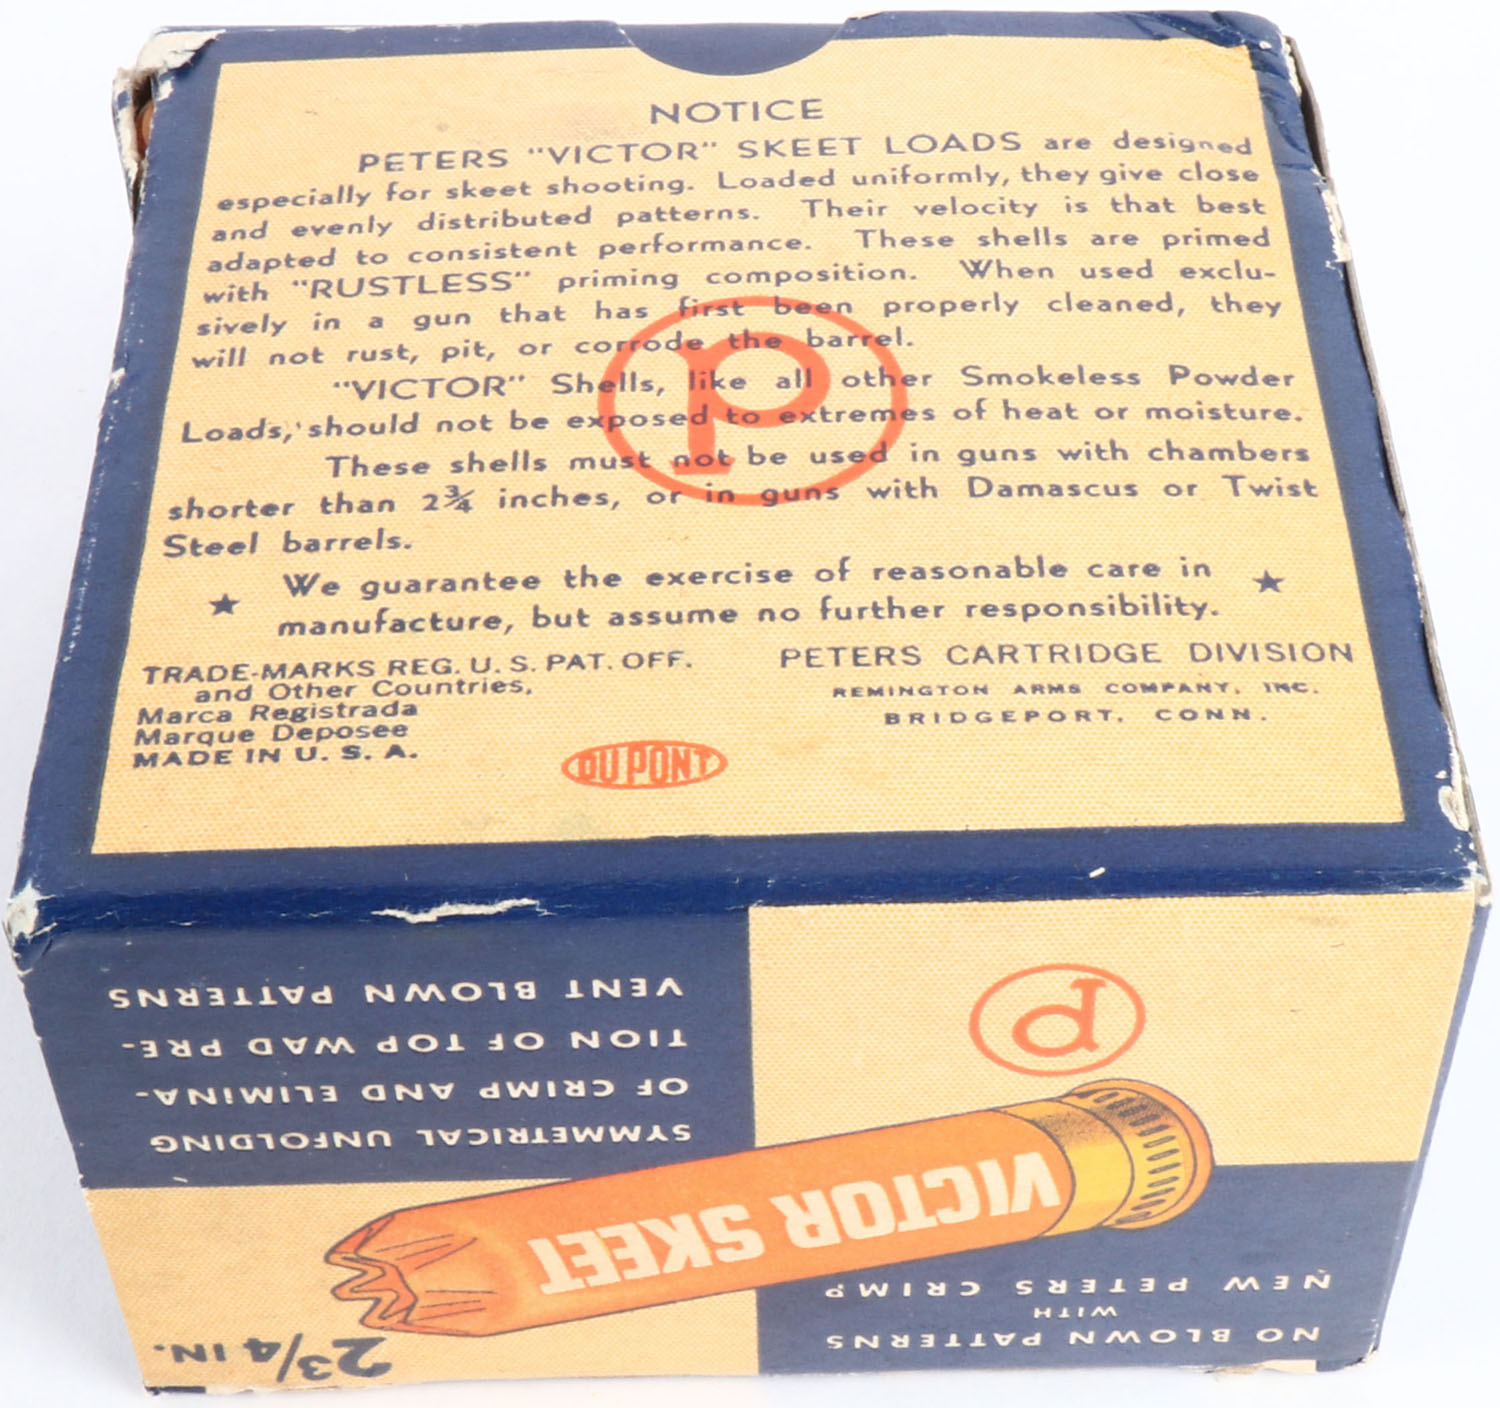 NOTICE
PETERS "VICTOR" SKEET LOADS are designed
especially for skeet shooting. Loaded uniformly, they give close
and evenly distributed patterns. Their velocity is that best
adapted to consistent performance. These shells are primed
with "RUSTLESS" priming composition. When used exclu-
sively in a gun that has first been properly cleaned, they
will not rust, pit, or corrode the barrel.
"VICTOR" Shells, like all other Smokeless Powder
Loads, should not be exposed to extremes of heat or moisture.
These shells must not be used in guns with chambers
shorter than 2¾ inches, or in guns with Damascus or Twist
Steel barrels.
★ We guarantee the exercise of reasonable care in ★
manufacture, but assume no further responsibility.
TRADE-MARKS REG. U. S. PAT. OFF.
and Other Countries,
Marca Registrada
Marque Deposee
MADE IN U. S. A.
PETERS CARTRIDGE DIVISION
REMINGTON ARMS COMPANY, INC.
BRIDGEPORT, CONN.
DU PONT
P
NO BLOWN PATTERNS
WITH
NEW PETERS CRIMP
2¾ IN.
VICTOR SKEET
P
SYMMETRICAL UNFOLDING
OF CRIMP AND ELIMINA-
TION OF TOP WAD PRE-
VENT BLOWN PATTERNS